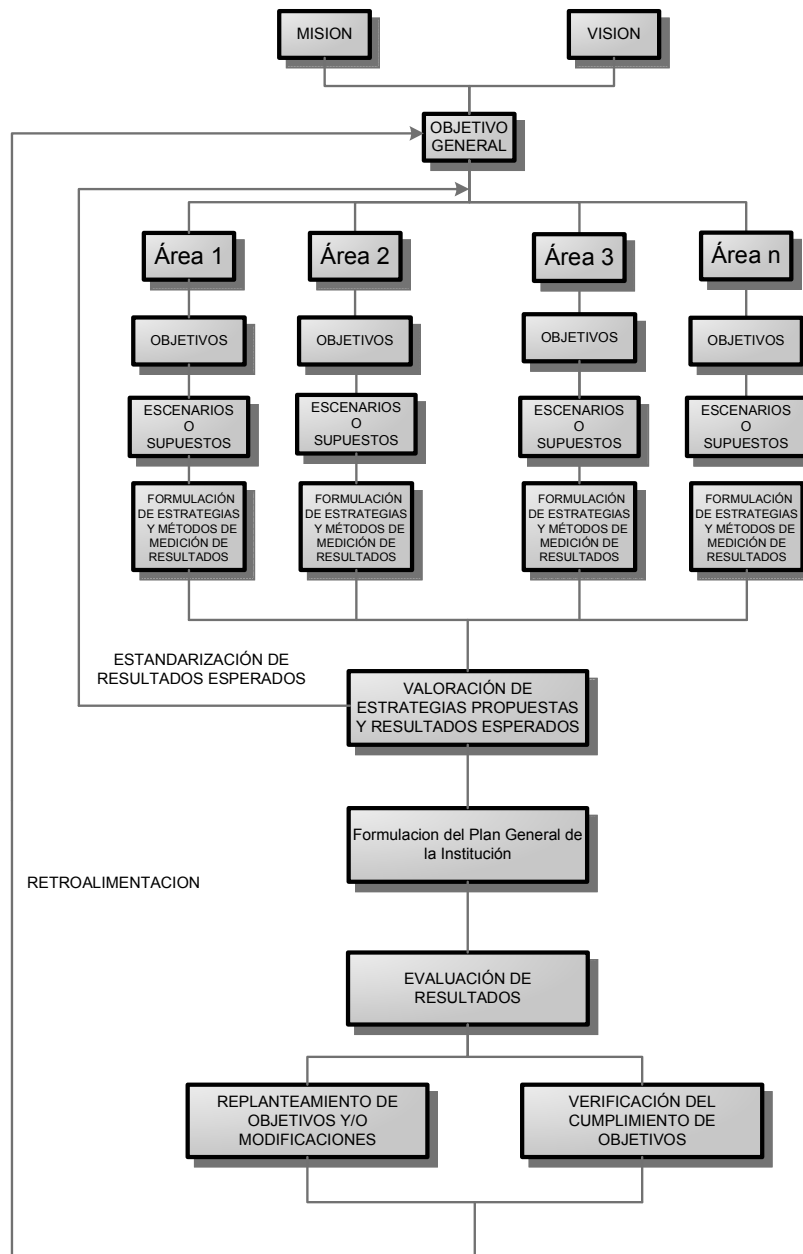 MISION
VISION
OBJETIVO
GENERAL
Área 1
Área 2
Área 3
Área n
OBJETIVOS
OBJETIVOS
OBJETIVOS
OBJETIVOS
ESCENARIOS
O
SUPUESTOS
ESCENARIOS
O
SUPUESTOS
ESCENARIOS
O
SUPUESTOS
ESCENARIOS
O
SUPUESTOS
FORMULACIÓN
DE ESTRATEGIAS
Y MÉTODOS DE
MEDICIÓN DE
RESULTADOS
FORMULACIÓN
DE ESTRATEGIAS
Y MÉTODOS DE
MEDICIÓN DE
RESULTADOS
FORMULACIÓN
DE ESTRATEGIAS
Y MÉTODOS DE
MEDICIÓN DE
RESULTADOS
FORMULACIÓN
DE ESTRATEGIAS
Y MÉTODOS DE
MEDICIÓN DE
RESULTADOS
ESTANDARIZACIÓN DE
RESULTADOS ESPERADOS
VALORACIÓN DE
ESTRATEGIAS PROPUESTAS
Y RESULTADOS ESPERADOS
Formulacion del Plan General de
la Institución
RETROALIMENTACION
EVALUACIÓN DE
RESULTADOS
REPLANTEAMIENTO DE
OBJETIVOS Y/O
MODIFICACIONES
VERIFICACIÓN DEL
CUMPLIMIENTO DE
OBJETIVOS